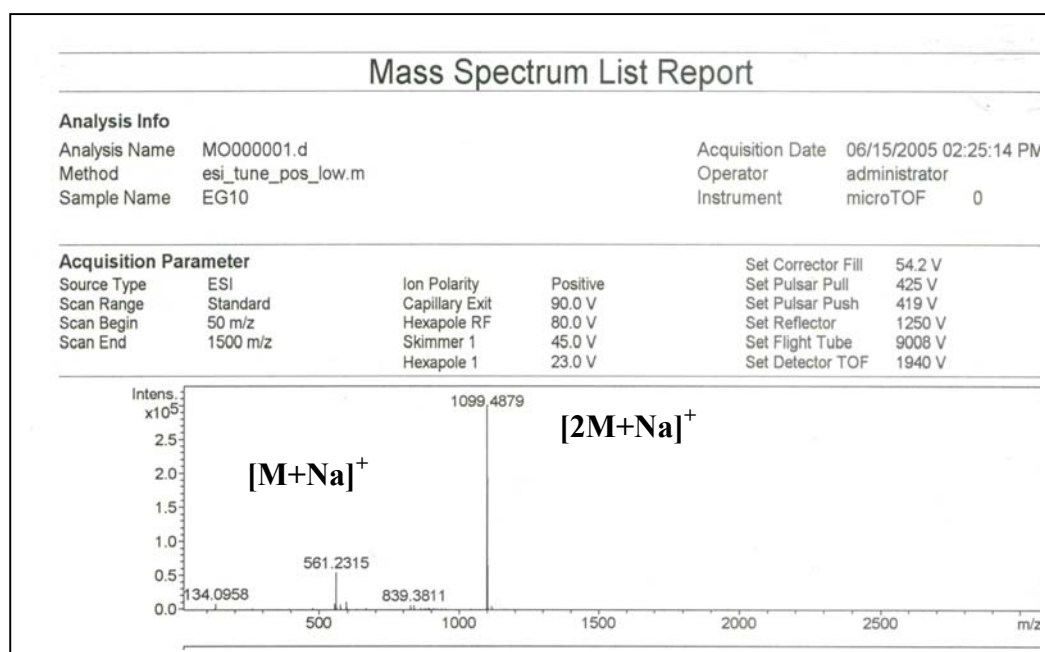 Mass Spectrum List Report
Analysis Info
Analysis Name MO000001.d Acquisition Date 06/15/2005 02:25:14 PM
Method esi_tune_pos_low.m Operator administrator
Sample Name EG10 Instrument microTOF 0
Acquisition Parameter Set Corrector Fill 54.2 V
Source Type ESI Ion Polarity Positive Set Pulsar Pull 425 V
Scan Range Standard Capillary Exit 90.0 V Set Pulsar Push 419 V
Scan Begin 50 m/z Hexapole RF 80.0 V Set Reflector 1250 V
Scan End 1500 m/z Skimmer 1 45.0 V Set Flight Tube 9008 V
Hexapole 1 23.0 V Set Detector TOF 1940 V
Intens.
x10⁵
1099.4879
[2M+Na]⁺
2.5
[M+Na]⁺
2.0
1.5
1.0
561.2315
0.5
134.0958 839.3811
0.0
500 1000 1500 2000 2500 m/z